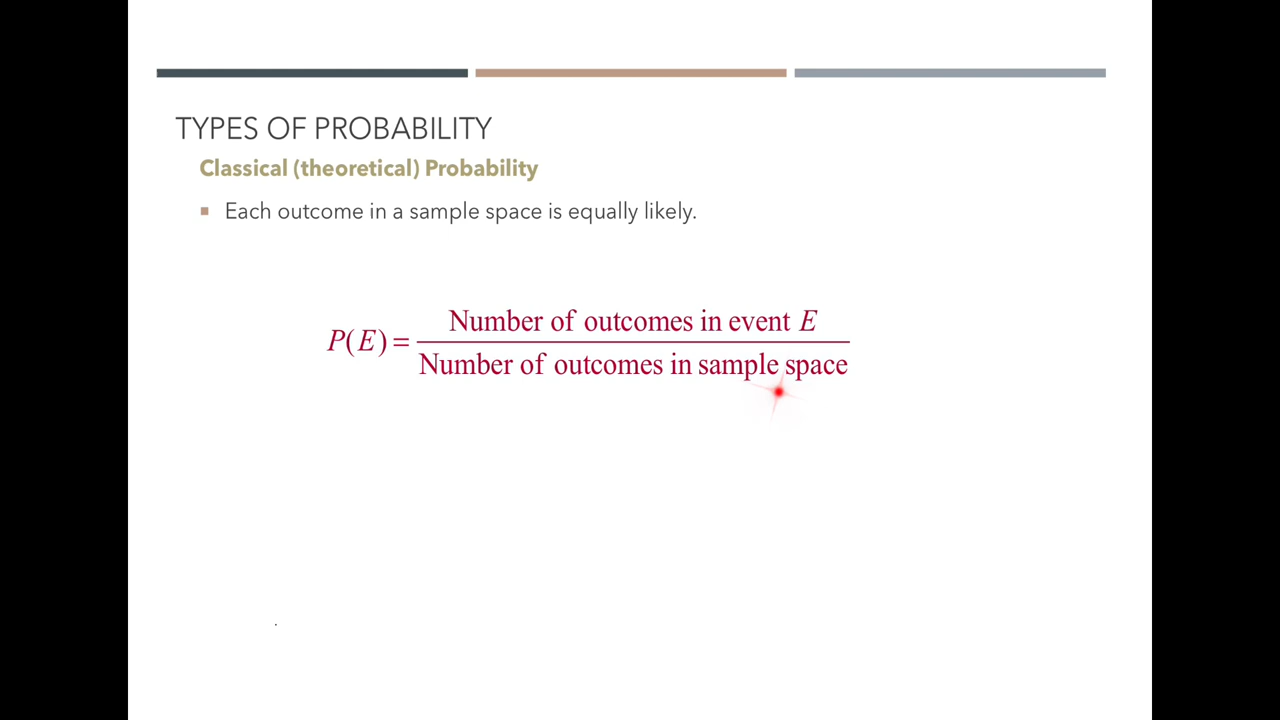 TYPES OF PROBABILITY
Classical (theoretical) Probability
Each outcome in a sample space is equally likely.
P(E) = Number of outcomes in event E
Number of outcomes in sample space
.